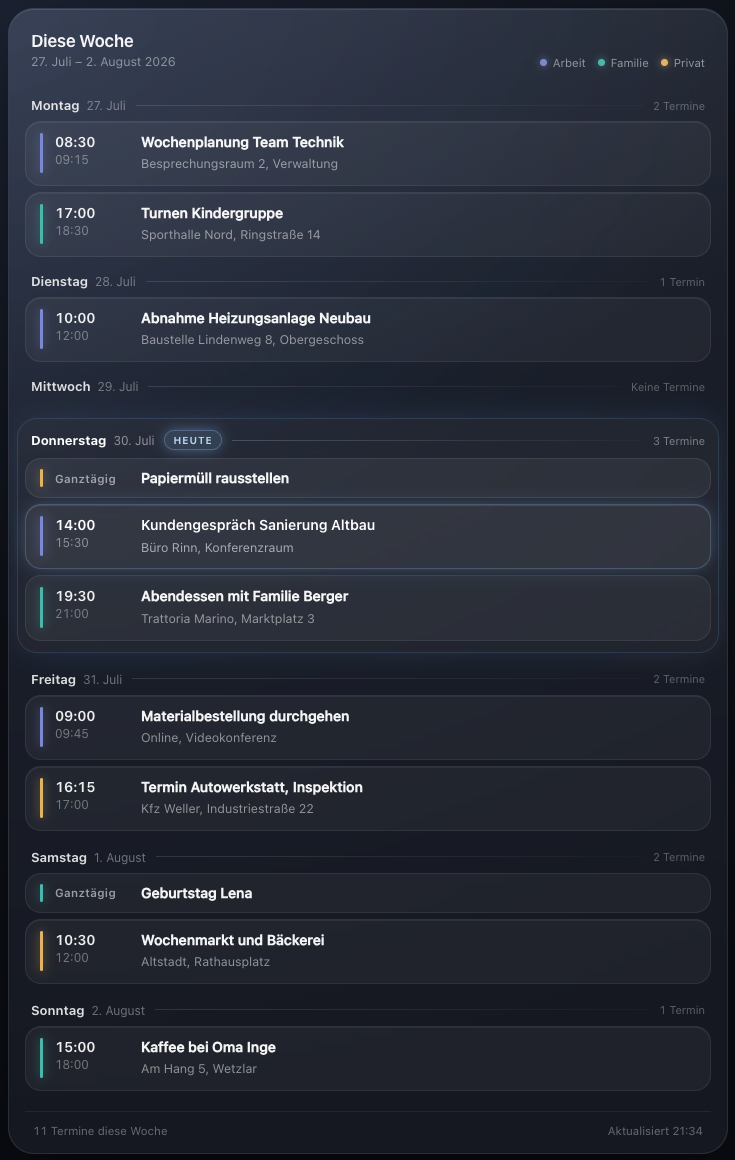 Diese Woche
27. Juli – 2. August 2026
Arbeit Familie Privat
Montag 27. Juli 2 Termine
08:30 Wochenplanung Team Technik
09:15 Besprechungsraum 2, Verwaltung
17:00 Turnen Kindergruppe
18:30 Sporthalle Nord, Ringstraße 14
Dienstag 28. Juli 1 Termin
10:00 Abnahme Heizungsanlage Neubau
12:00 Baustelle Lindenweg 8, Obergeschoss
Mittwoch 29. Juli Keine Termine
Donnerstag 30. Juli HEUTE 3 Termine
Ganztägig Papiermüll rausstellen
14:00 Kundengespräch Sanierung Altbau
15:30 Büro Rinn, Konferenzraum
19:30 Abendessen mit Familie Berger
21:00 Trattoria Marino, Marktplatz 3
Freitag 31. Juli 2 Termine
09:00 Materialbestellung durchgehen
09:45 Online, Videokonferenz
16:15 Termin Autowerkstatt, Inspektion
17:00 Kfz Weller, Industriestraße 22
Samstag 1. August 2 Termine
Ganztägig Geburtstag Lena
10:30 Wochenmarkt und Bäckerei
12:00 Altstadt, Rathausplatz
Sonntag 2. August 1 Termin
15:00 Kaffee bei Oma Inge
18:00 Am Hang 5, Wetzlar
11 Termine diese Woche Aktualisiert 21:34